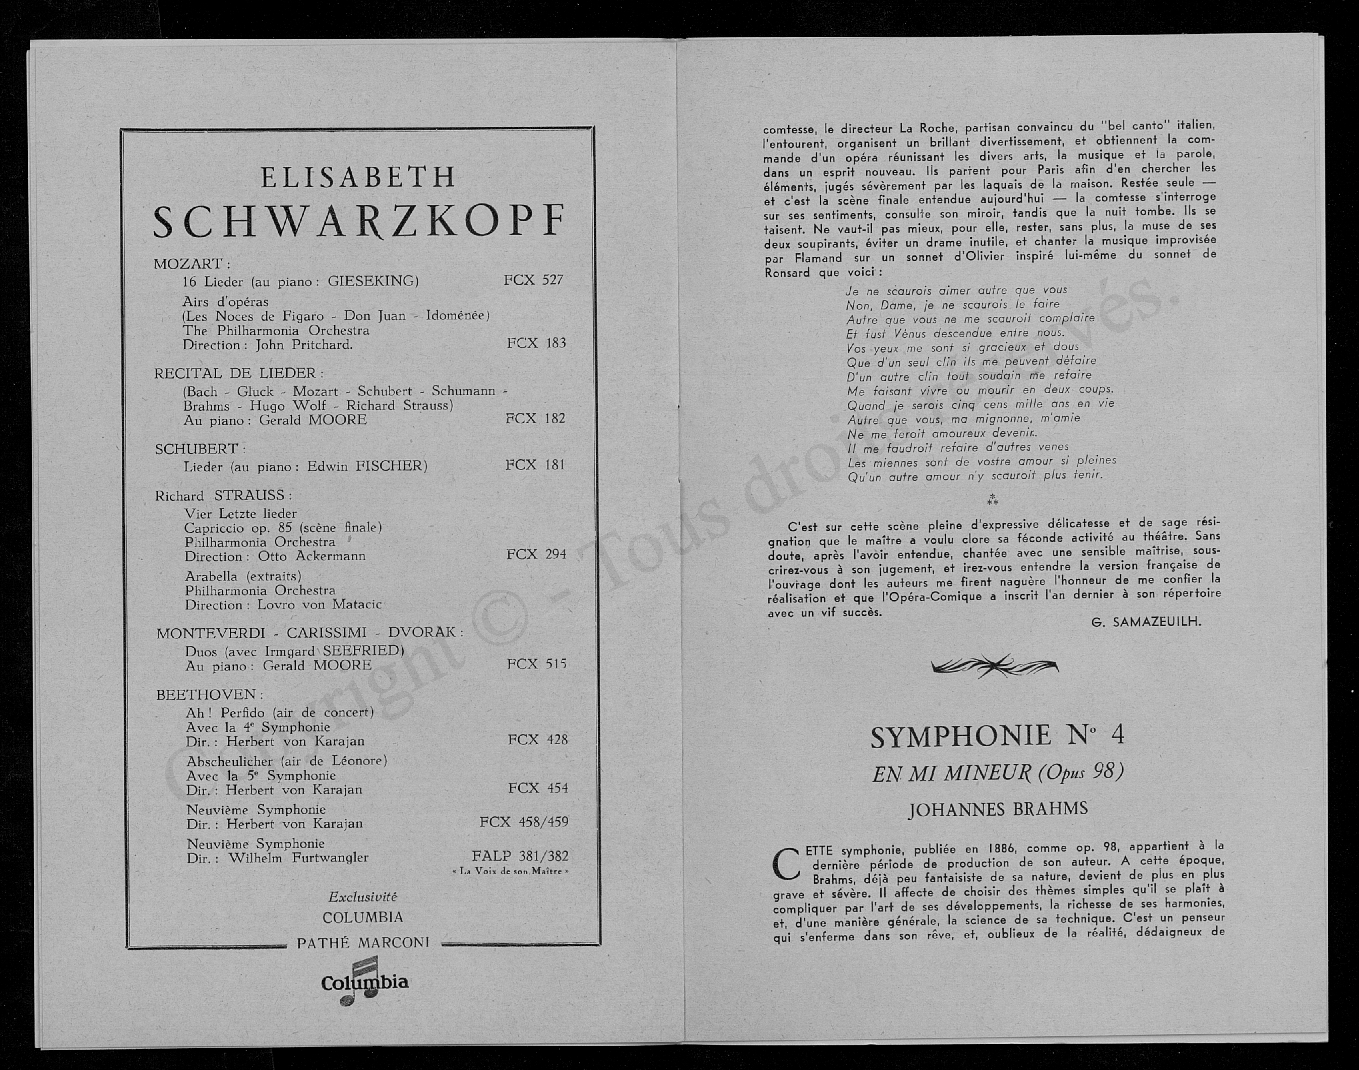 ELISABETH
SCHWARZKOPF
MOZART :
16 Lieder (au piano : GIESEKING) FCX 527
Airs d'opéras
(Les Noces de Figaro - Don Juan - Idoménée)
The Philharmonia Orchestra
Direction : John Pritchard. FCX 183
RECITAL DE LIEDER :
(Bach - Gluck - Mozart - Schubert - Schumann -
Brahms - Hugo Wolf - Richard Strauss)
Au piano : Gerald MOORE FCX 182
SCHUBERT :
Lieder (au piano : Edwin FISCHER) FCX 181
Richard STRAUSS :
Vier Letzte lieder
Capriccio op. 85 (scène finale)
Philharmonia Orchestra
Direction : Otto Ackermann FCX 294
Arabella (extraits)
Philharmonia Orchestra
Direction : Lovro von Matacic
MONTEVERDI - CARISSIMI - DVORAK :
Duos (avec Irmgard SEEFRIED)
Au piano : Gerald MOORE FCX 515
BEETHOVEN :
Ah ! Perfido (air de concert)
Avec la 4e Symphonie
Dir. : Herbert von Karajan FCX 428
Abscheulicher (air de Léonore)
Avec la 5e Symphonie
Dir. : Herbert von Karajan FCX 454
Neuvième Symphonie
Dir. : Herbert von Karajan FCX 458/459
Neuvième Symphonie
Dir. : Wilhelm Furtwangler FALP 381/382
« La Voix de son Maître »
Exclusivité
COLUMBIA
PATHÉ MARCONI
Columbia
comtesse, le directeur La Roche, partisan convaincu du "bel canto" italien,
l'entourent, organisent un brillant divertissement, et obtiennent la com-
mande d'un opéra réunissant les divers arts, la musique et la parole,
dans un esprit nouveau. Ils partent pour Paris afin d'en chercher les
éléments, jugés sévèrement par les laquais de la maison. Restée seule —
et c'est la scène finale entendue aujourd'hui — la comtesse s'interroge
sur ses sentiments, consulte son miroir, tandis que la nuit tombe. Ils se
taisent. Ne vaut-il pas mieux, pour elle, rester, sans plus, la muse de ses
deux soupirants, éviter un drame inutile, et chanter la musique improvisée
par Flamand sur un sonnet d'Olivier inspiré lui-même du sonnet de
Ronsard que voici :
Je ne scaurois aimer autre que vous
Non, Dame, je ne scaurois le faire
Autre que vous ne me scauroit complaire
Et fust Vénus descendue entre nous.
Vos yeux me sont si gracieux et dous
Que d'un seul clin ils me peuvent défaire
D'un autre clin tout soudain me refaire
Me faisant vivre ou mourir en deux coups.
Quand je serois cinq cens mille ans en vie
Autre que vous, ma mignonne, m'amie
Ne me feroit amoureux devenir.
Il me faudroit refaire d'autres venes
Les miennes sont de vostre amour si pleines
Qu'un autre amour n'y scauroit plus tenir.
***
C'est sur cette scène pleine d'expressive délicatesse et de sage rési-
gnation que le maître a voulu clore sa féconde activité au théâtre. Sans
doute, après l'avoir entendue, chantée avec une sensible maîtrise, sous-
crirez-vous à son jugement, et irez-vous entendre la version française de
l'ouvrage dont les auteurs me firent naguère l'honneur de me confier la
réalisation et que l'Opéra-Comique a inscrit l'an dernier à son répertoire
avec un vif succès.
G. SAMAZEUILH.
SYMPHONIE No 4
EN MI MINEUR (Opus 98)
JOHANNES BRAHMS
CETTE symphonie, publiée en 1886, comme op. 98, appartient à la
dernière période de production de son auteur. A cette époque,
Brahms, déjà peu fantaisiste de sa nature, devient de plus en plus
grave et sévère. Il affecte de choisir des thèmes simples qu'il se plaît à
compliquer par l'art de ses développements, la richesse de ses harmonies,
et, d'une manière générale, la science de sa technique. C'est un penseur
qui s'enferme dans son rêve, et, oublieux de la réalité, dédaigneux de
Copyright © - Tous droits réservés.